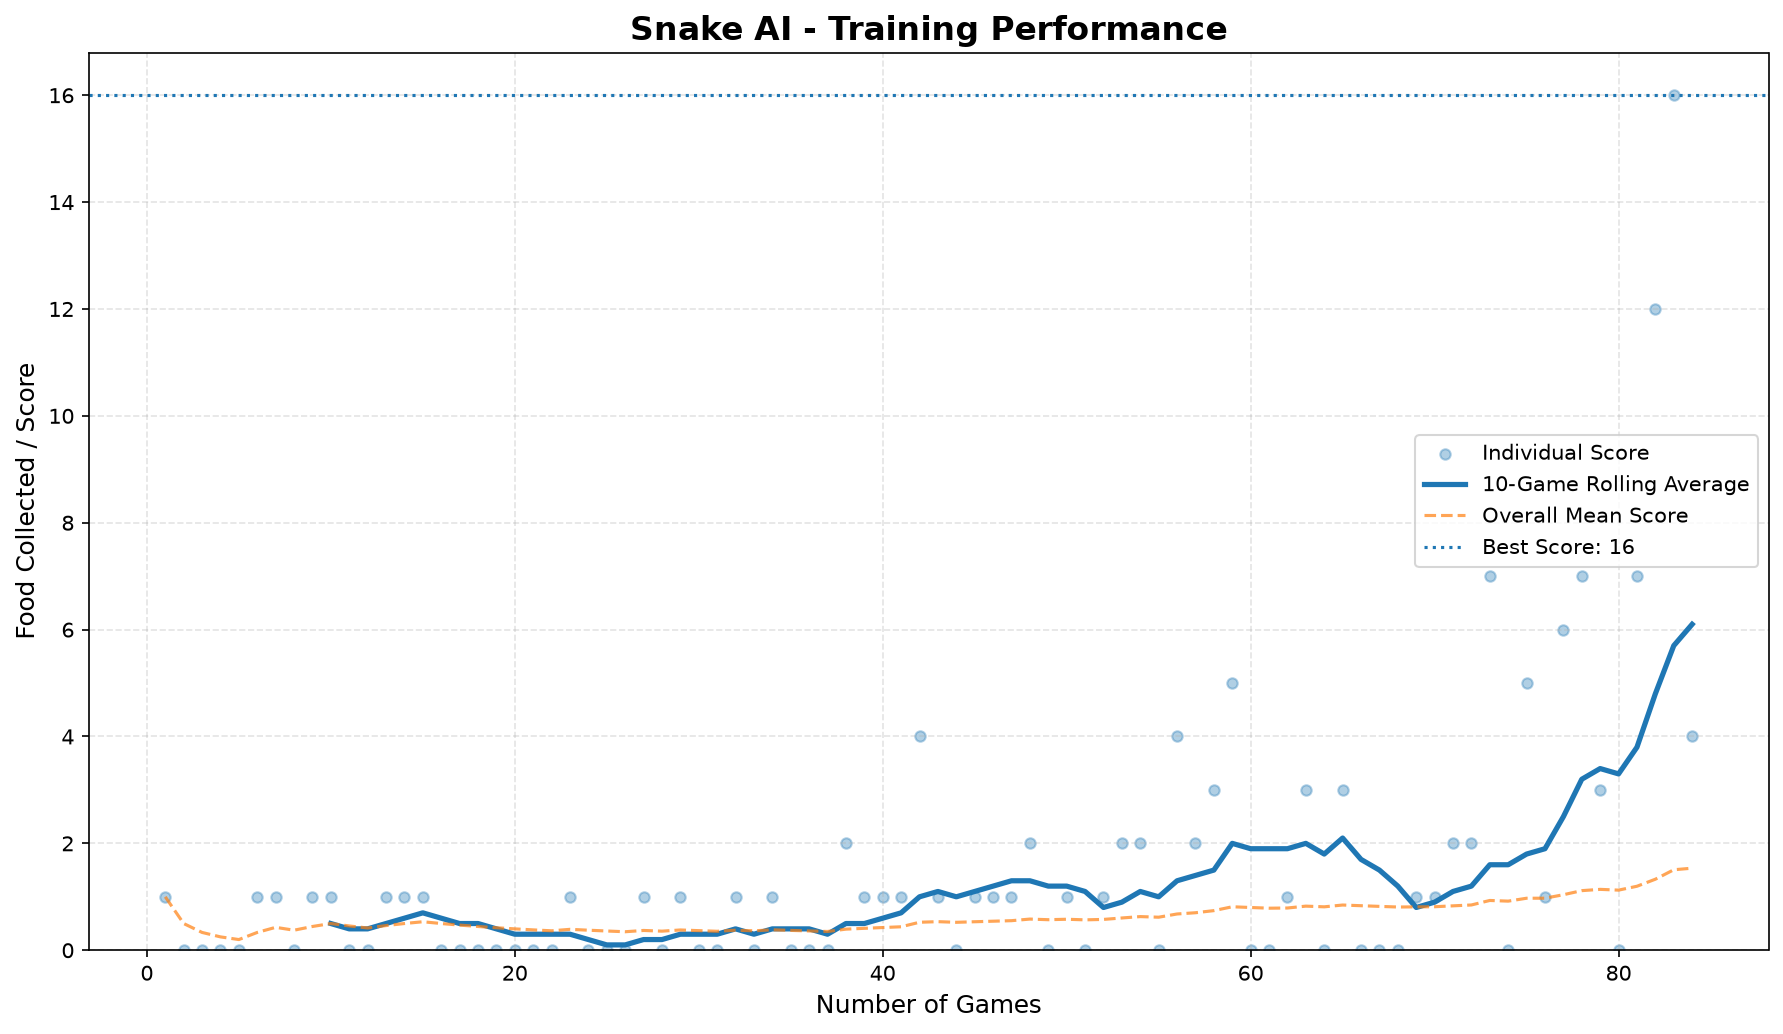 Snake AI - Training Performance
Food Collected / Score
16
14
12
10
8
6
4
2
0
Individual Score
10-Game Rolling Average
Overall Mean Score
Best Score: 16
0 20 40 60 80
Number of Games